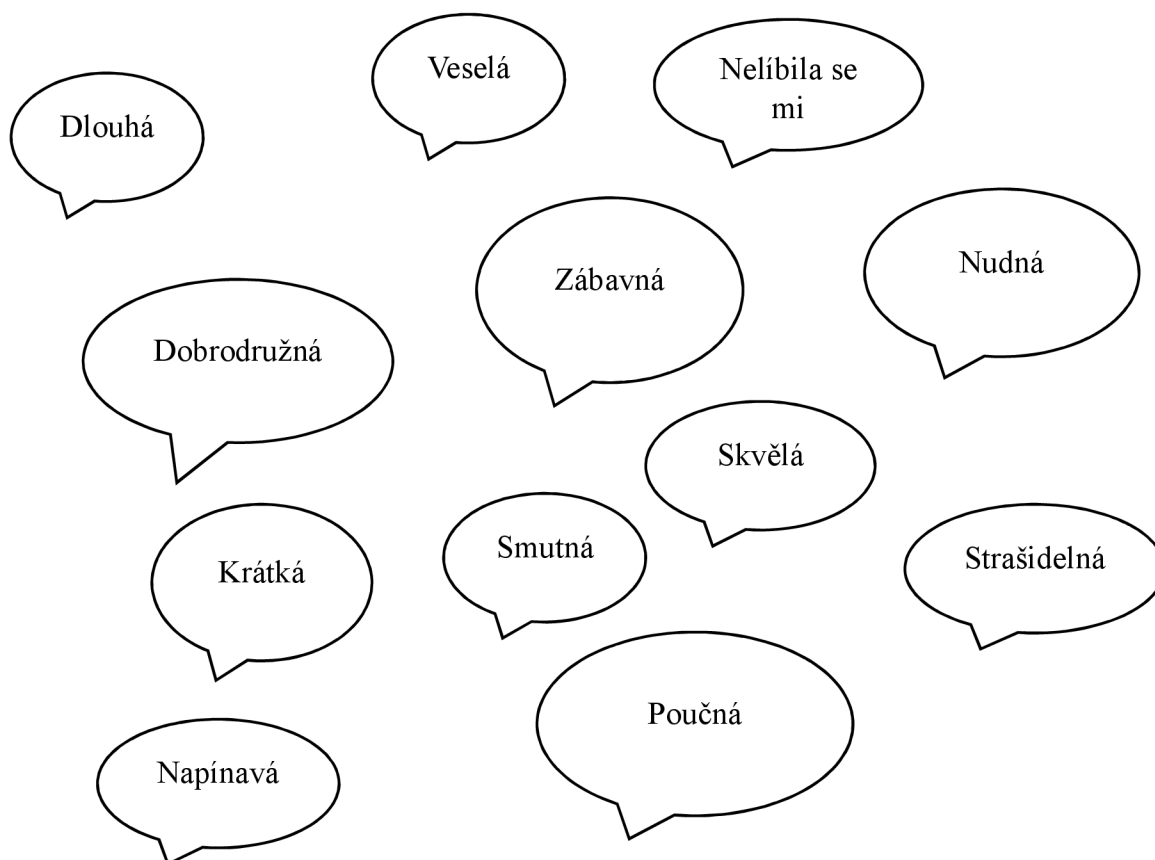 Veselá
Nelíbila se
mi
Dlouhá
Zábavná
Nudná
Dobrodružná
Skvělá
Smutná
Strašidelná
Krátká
Poučná
Napínavá